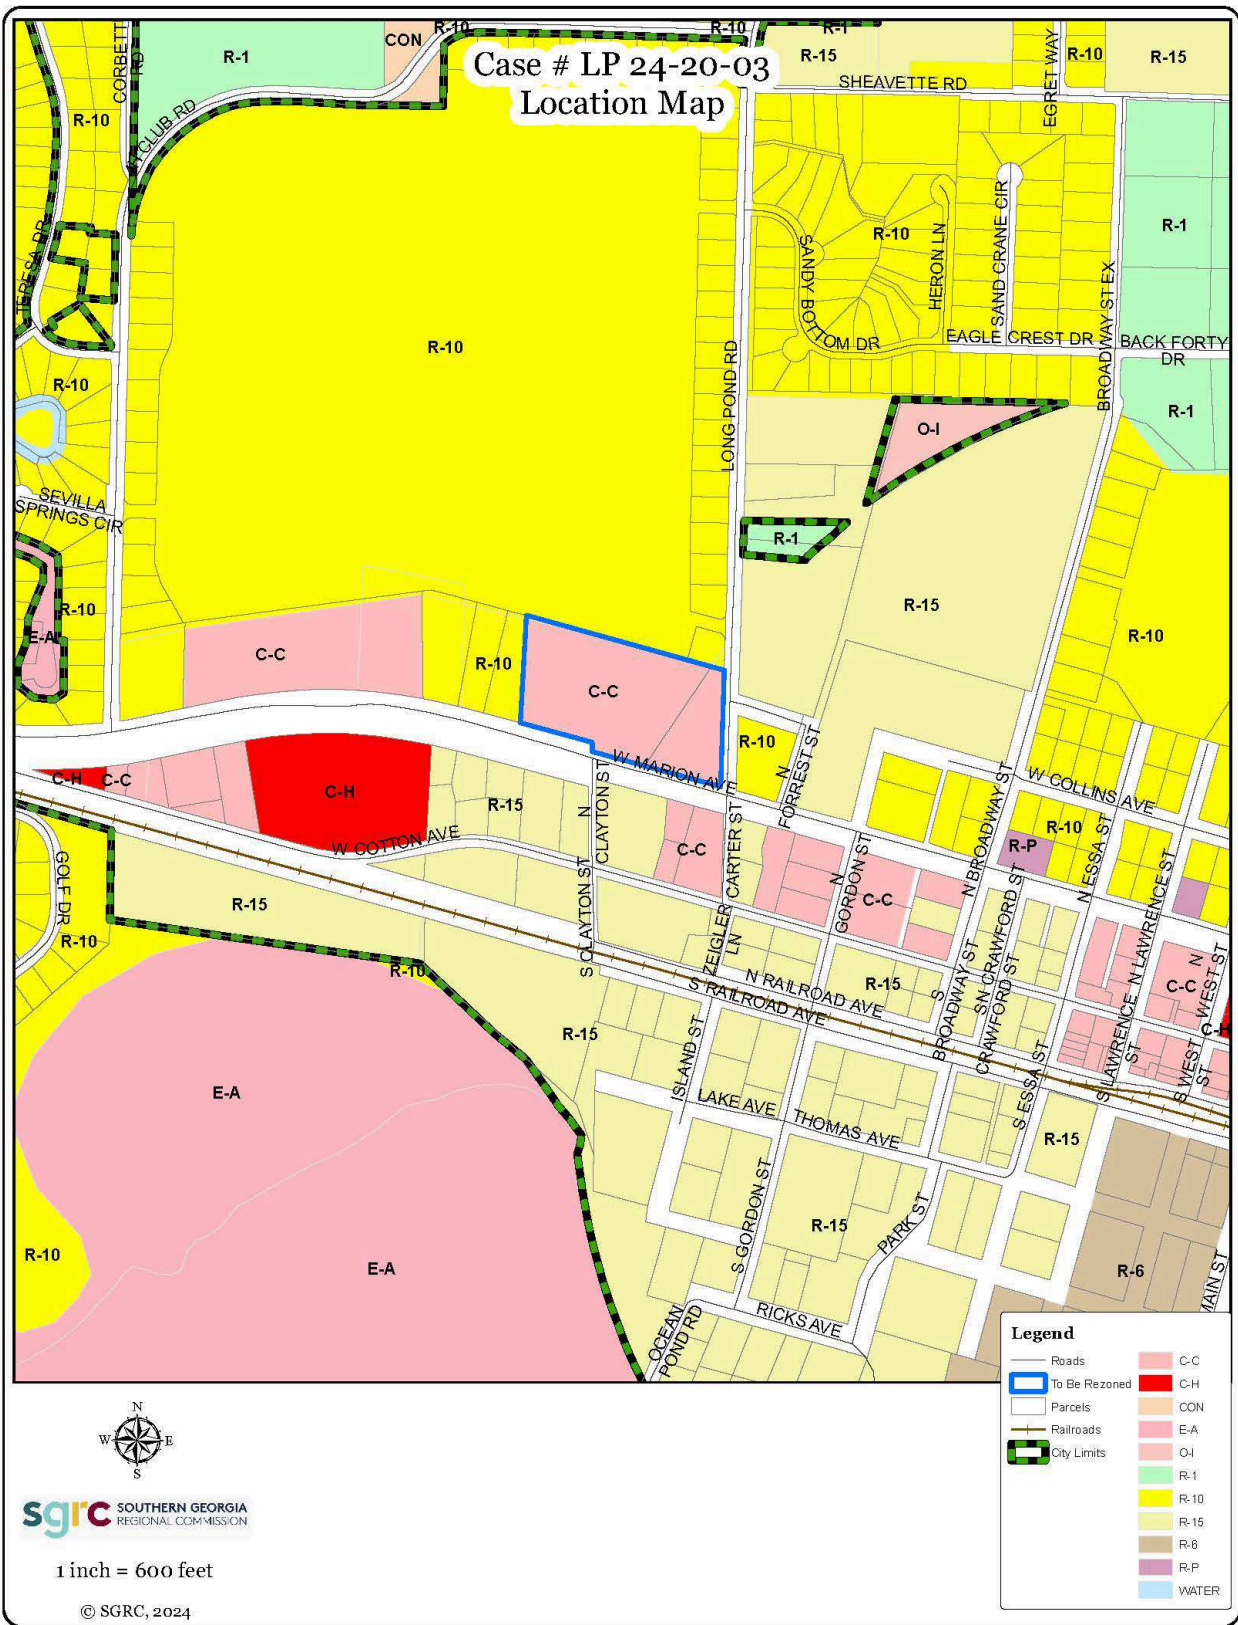 Case # LP 24-20-03
Location Map
R-10
R-10
R-1
R-1
CON
R-15
R-10
R-15
SHEAVETTE RD
EGRET WAY
CORBETT
RD
CLUB RD
R-10
TERESA DR
R-10
R-10
R-1
SANDY BOTTOM DR
HERON LN
SAND CRANE CIR
EAGLE CREST DR
BACK FORTY
DR
BROADWAY ST EX
LONG POND RD
R-10
R-1
O-I
SEVILLA
SPRINGS CIR
R-1
R-10
E-A
R-15
R-10
C-C
R-10
C-C
R-10
W MARION AVE
N
FORREST ST
W COLLINS AVE
C-H
C-C
C-H
R-15
N
CLAYTON ST
W COTTON AVE
C-C
CARTER ST
N
GORDON ST
C-C
N BROADWAY ST
R-10
R-P
N ESSA ST
N LAWRENCE ST
GOLF DR
R-15
R-10
R-10
S CLAYTON ST
ZEIGLER
LN
N RAILROAD AVE
S RAILROAD AVE
R-15
S
BROADWAY ST
N CRAWFORD ST
S
CRAWFORD ST
C-C
N
WEST ST
C-H
R-15
ISLAND ST
S ESSA ST
S LAWRENCE
ST
S WEST
ST
E-A
LAKE AVE
THOMAS AVE
R-15
R-10
E-A
S GORDON ST
R-15
PARK ST
R-6
MAIN ST
OCEAN
POND RD
RICKS AVE
Legend
Roads
To Be Rezoned
Parcels
Railroads
City Limits
C-C
C-H
CON
E-A
O-I
R-1
R-10
R-15
R-6
R-P
WATER
N
W E
S
sgrc SOUTHERN GEORGIA
REGIONAL COMMISSION
1 inch = 600 feet
© SGRC, 2024